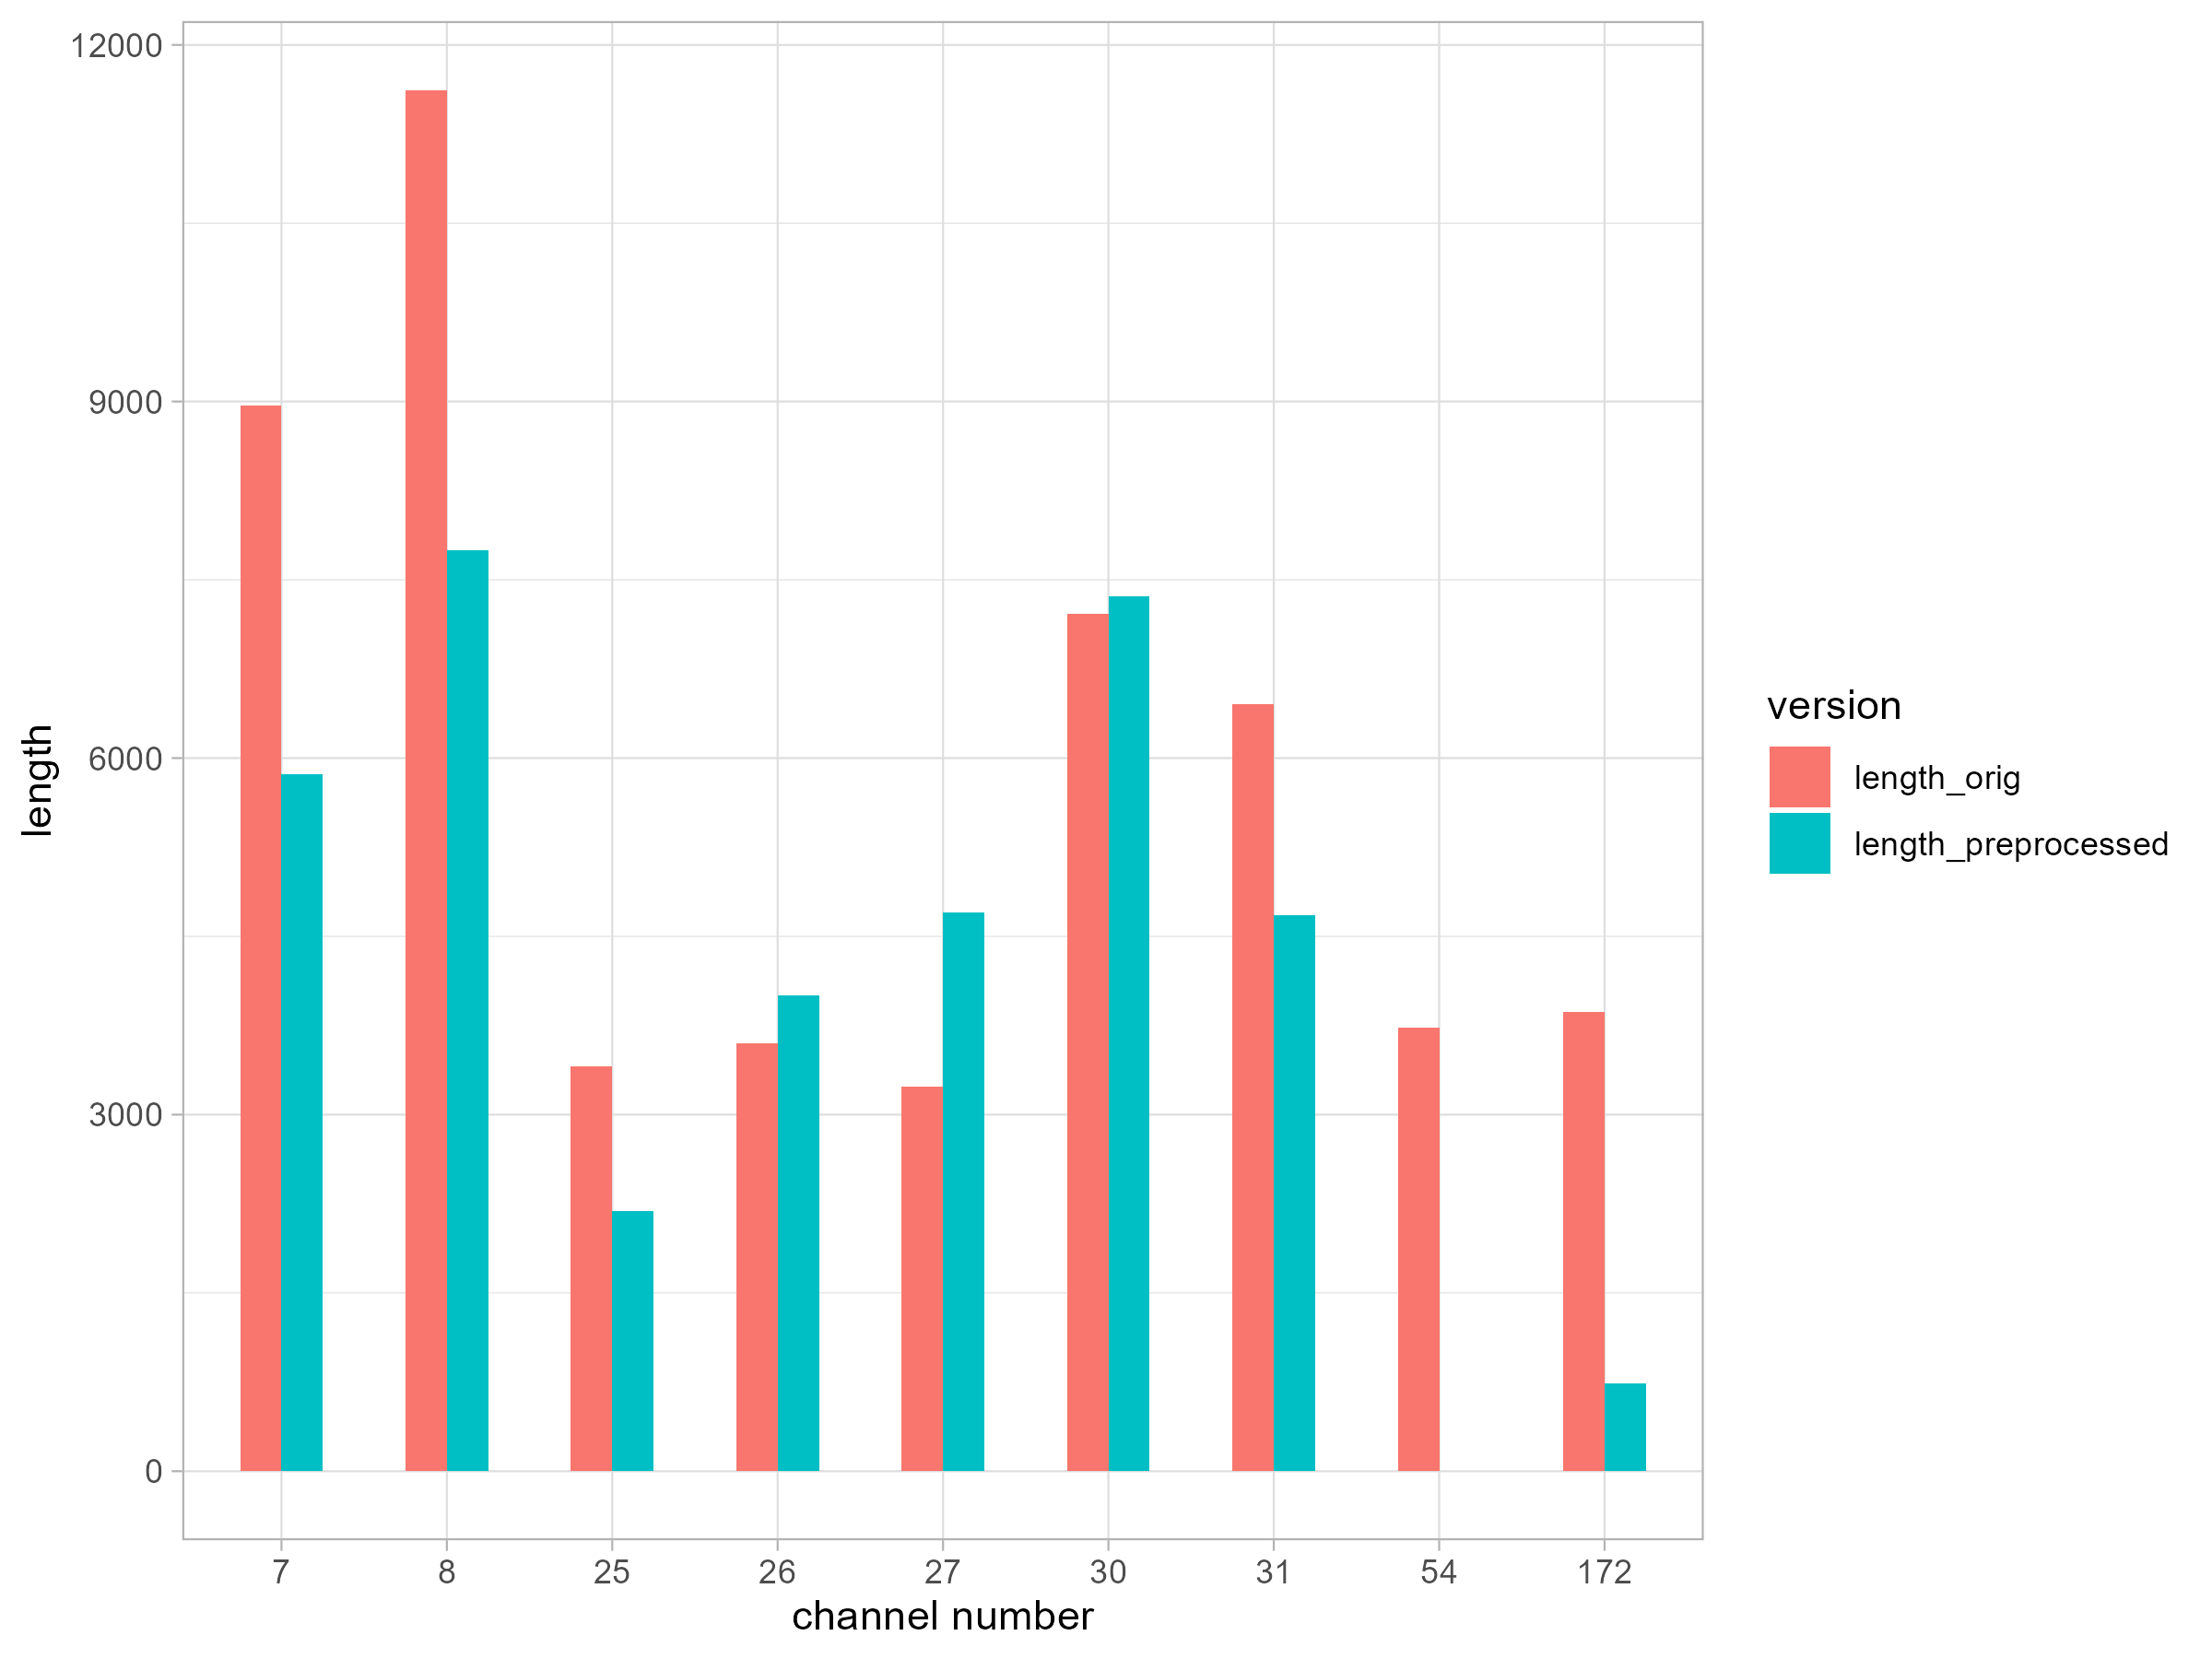 12000
9000
6000
3000
0
length
7 8 25 26 27 30 31 54 172
channel number
version
length_orig
length_preprocessed